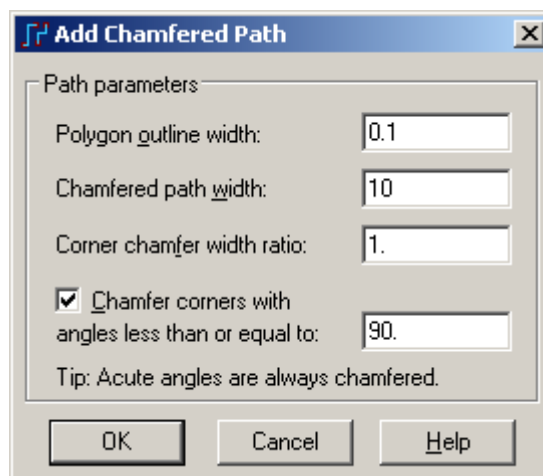 Add Chamfered Path
Path parameters
Polygon outline width: 0.1
Chamfered path width: 10
Corner chamfer width ratio: 1.
Chamfer corners with
angles less than or equal to: 90.
Tip: Acute angles are always chamfered.
OK Cancel Help